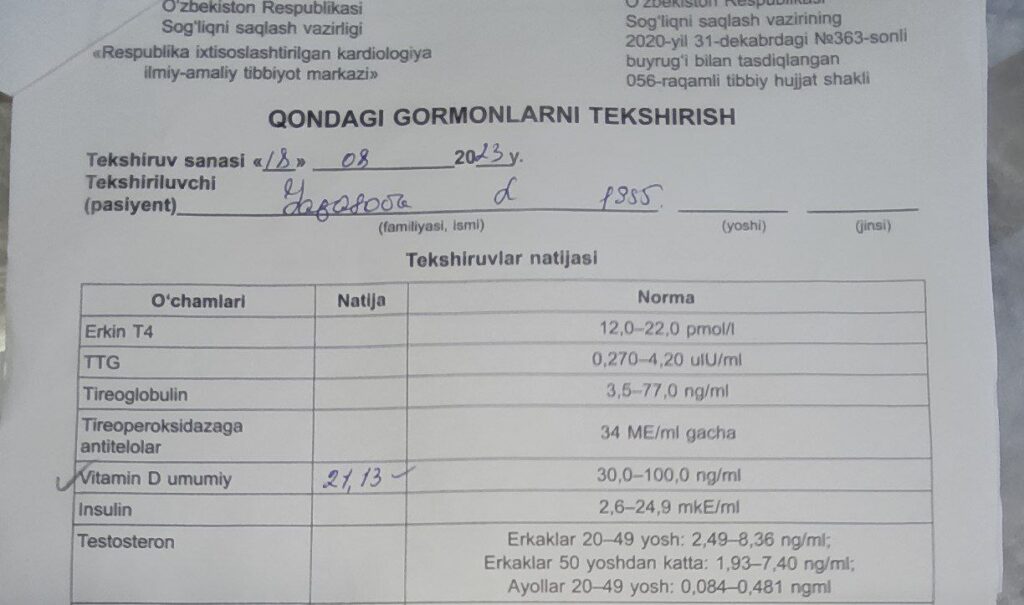 O'zbekiston Respublikasi
Sog'liqni saqlash vazirligi
«Respublika ixtisoslashtirilgan kardiologiya
ilmiy-amaliy tibbiyot markazi»
O'zbekiston Respublikasi
Sog'liqni saqlash vazirining
2020-yil 31-dekabrdagi №363-sonli
buyrug'i bilan tasdiqlangan
056-raqamli tibbiy hujjat shakli
QONDAGI GORMONLARNI TEKSHIRISH
Tekshiruv sanasi «18» 08 2023 y.
Tekshiriluvchi
(pasiyent) 1955.
(familiyasi, ismi) (yoshi) (jinsi)
Tekshiruvlar natijasi
O'chamlari Natija Norma
Erkin T4 12,0–22,0 pmol/l
TTG 0,270–4,20 uIU/ml
Tireoglobulin 3,5–77,0 ng/ml
Tireoperoksidazaga
antitelolar 34 ME/ml gacha
Vitamin D umumiy 21,13 30,0–100,0 ng/ml
Insulin 2,6–24,9 mkE/ml
Testosteron Erkaklar 20–49 yosh: 2,49–8,36 ng/ml;
Erkaklar 50 yoshdan katta: 1,93–7,40 ng/ml;
Ayollar 20–49 yosh: 0,084–0,481 ngml